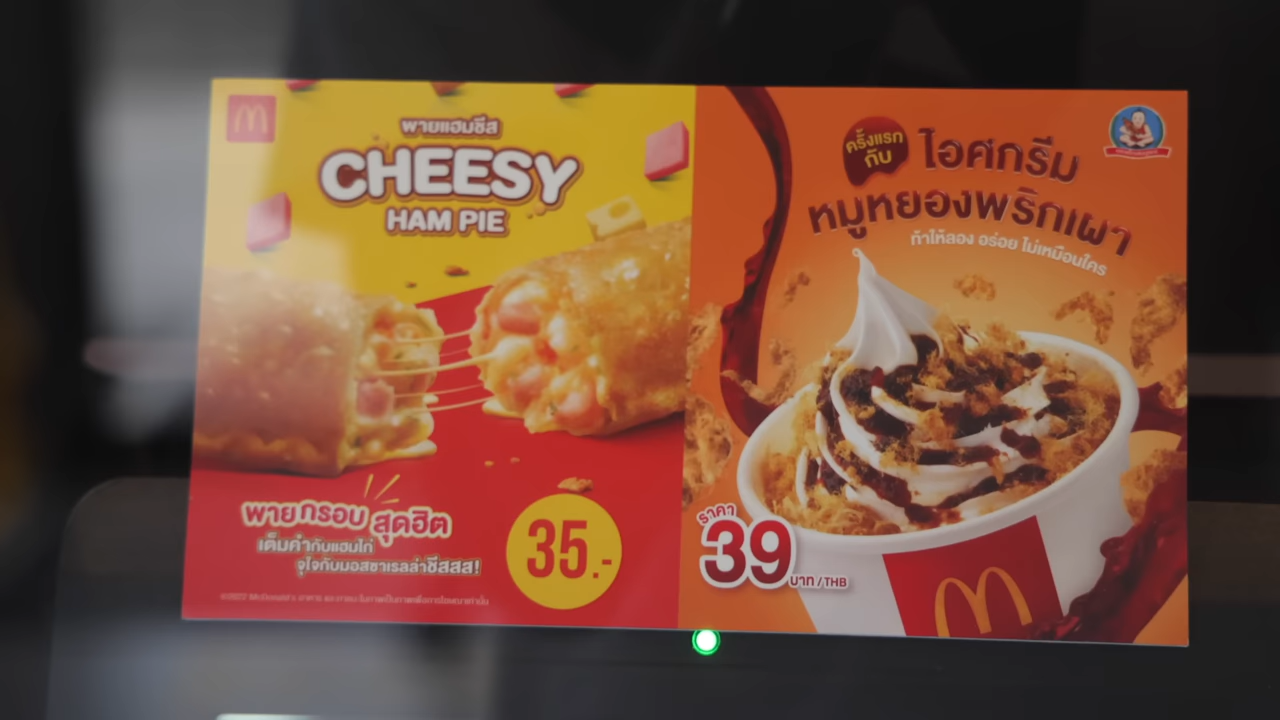 พายแฮมชีส
CHEESY
HAM PIE
พายกรอบ สุดฮิต
เต็มคำกับแฮมไก่
จุใจกับมอสซาเรลล่าชีสสส!
35.-
©2022 McDonald's
ครั้งแรก
กับ
ไอศกรีม
หมูหยองพริกเผา
ท้าให้ลอง อร่อย ไม่เหมือนใคร
ราคา
39
บาท/THB